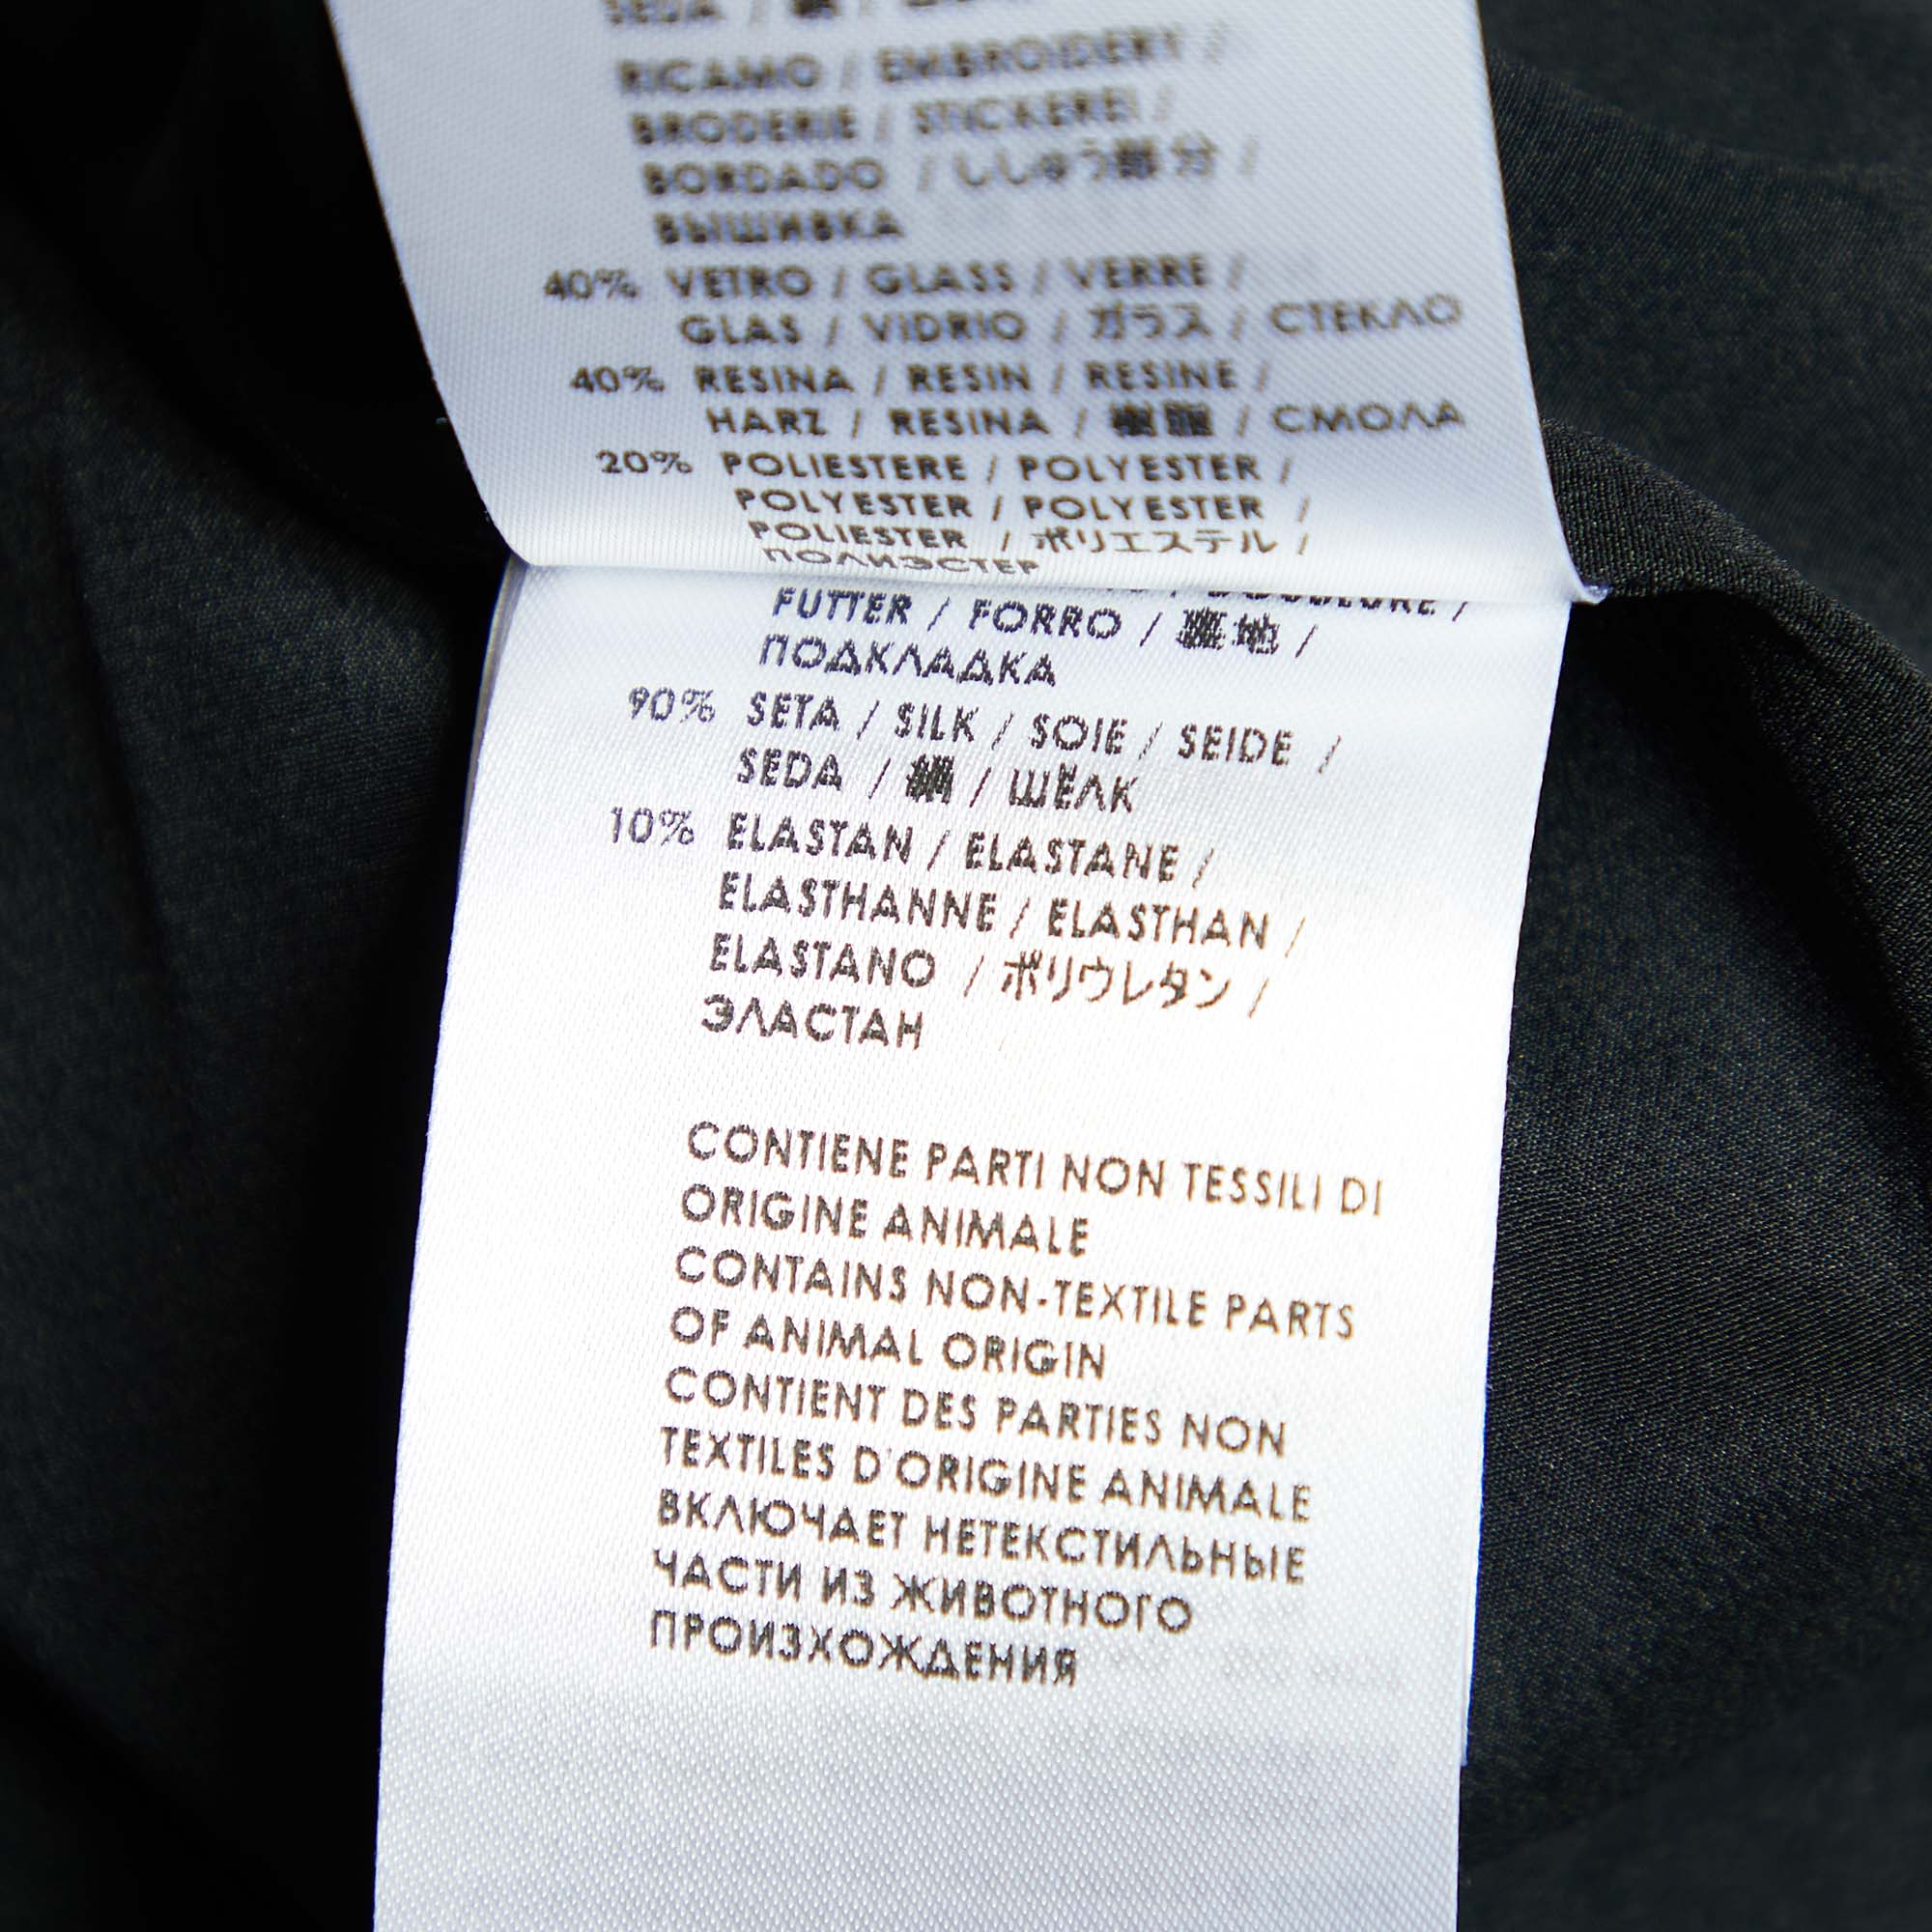 SEDA / 絹 /
RICAMO / EMBROIDERY /
BRODERIE / STICKEREI /
BORDADO / ししゅう部分 /
ВЫШИВКА
40% VETRO / GLASS / VERRE /
GLAS / VIDRIO / ガラス / СТЕКЛО
40% RESINA / RESIN / RESINE /
HARZ / RESINA / 樹脂 / СМОЛА
20% POLIESTERE / POLYESTER /
POLYESTER / POLYESTER /
POLIESTER / ポリエステル /
ПОЛИЭСТЕР
FUTTER / FORRO / 裏地 /
ПОДКЛАДКА
90% SETA / SILK / SOIE / SEIDE /
SEDA / 絹 / ШЁЛК
10% ELASTAN / ELASTANE /
ELASTHANNE / ELASTHAN /
ELASTANO / ポリウレタン /
ЭЛАСТАН
CONTIENE PARTI NON TESSILI DI
ORIGINE ANIMALE
CONTAINS NON-TEXTILE PARTS
OF ANIMAL ORIGIN
CONTIENT DES PARTIES NON
TEXTILES D'ORIGINE ANIMALE
ВКЛЮЧАЕТ НЕТЕКСТИЛЬНЫЕ
ЧАСТИ ИЗ ЖИВОТНОГО
ПРОИЗХОЖДЕНИЯ